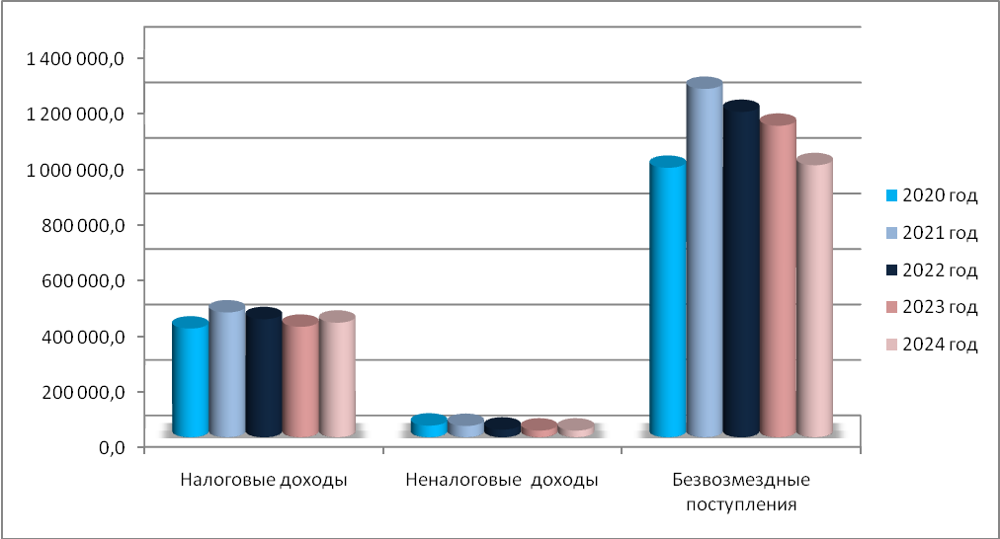 1 400 000,0
1 200 000,0
1 000 000,0
800 000,0
600 000,0
400 000,0
200 000,0
0,0
Налоговые доходы
Неналоговые доходы
Безвозмездные
поступления
2020 год
2021 год
2022 год
2023 год
2024 год